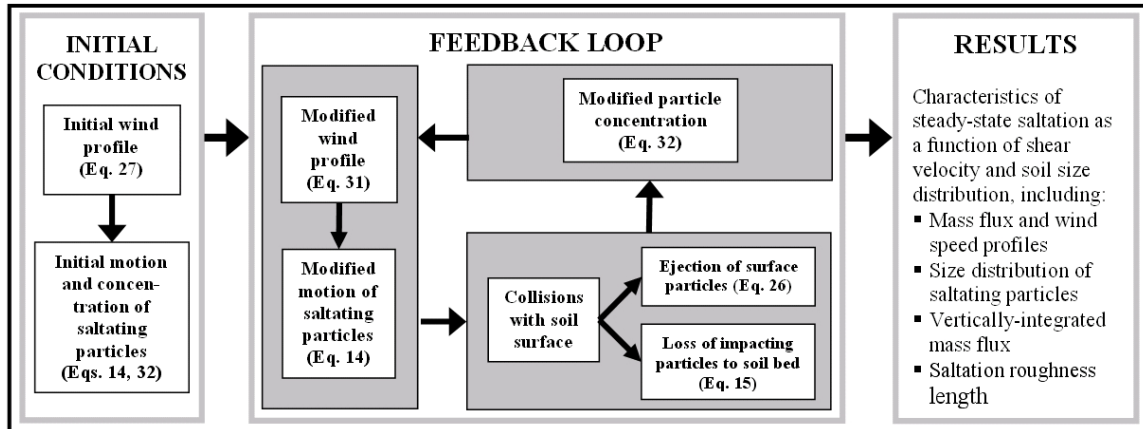 INITIAL
CONDITIONS
Initial wind
profile
(Eq. 27)
Initial motion
and concen-
tration of
saltating
particles
(Eqs. 14, 32)
FEEDBACK LOOP
Modified
wind
profile
(Eq. 31)
Modified
motion of
saltating
particles
(Eq. 14)
Modified particle
concentration
(Eq. 32)
Collisions
with soil
surface
Ejection of surface
particles (Eq. 26)
Loss of impacting
particles to soil bed
(Eq. 15)
RESULTS
Characteristics of
steady-state saltation as
a function of shear
velocity and soil size
distribution, including:
▪ Mass flux and wind
speed profiles
▪ Size distribution of
saltating particles
▪ Vertically-integrated
mass flux
▪ Saltation roughness
length